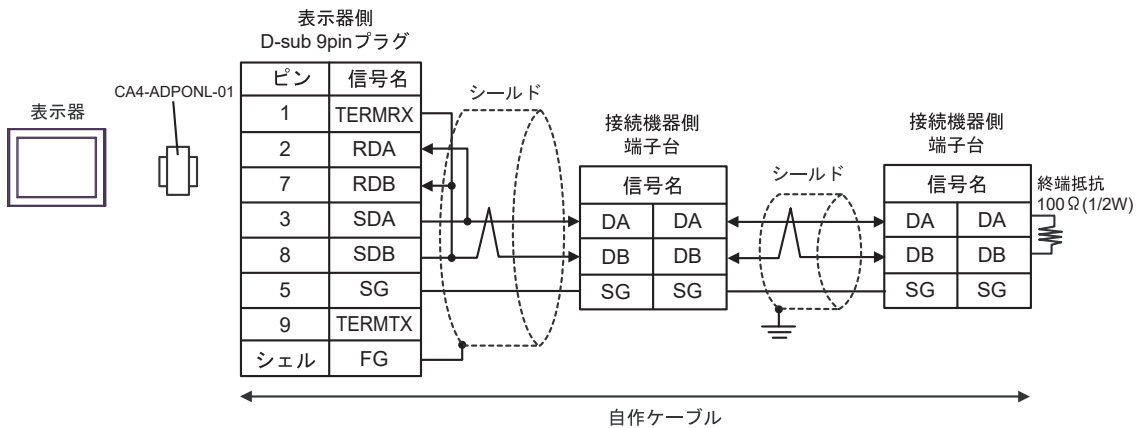 表示器側
D-sub 9pinプラグ
表示器
CA4-ADPONL-01
ピン 信号名
1 TERMRX
2 RDA
7 RDB
3 SDA
8 SDB
5 SG
9 TERMTX
シェル FG
シールド
接続機器側
端子台
信号名
DA DA
DB DB
SG SG
シールド
接続機器側
端子台
信号名
DA DA
DB DB
SG SG
終端抵抗
100Ω(1/2W)
自作ケーブル